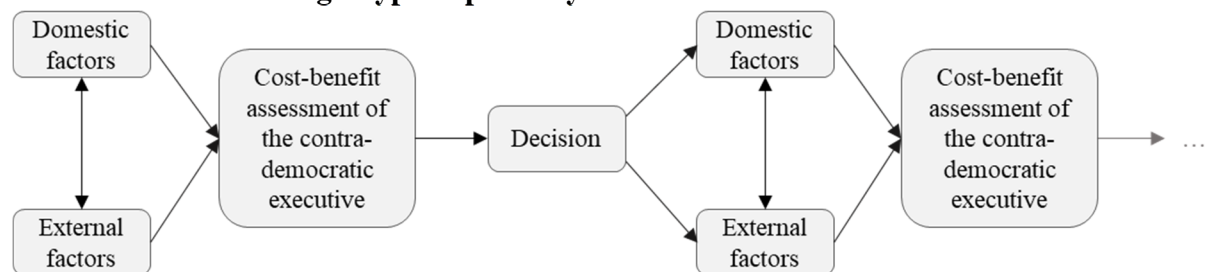 Domestic
factors
External
factors
Cost-benefit
assessment of
the contra-
democratic
executive
Decision
Domestic
factors
External
factors
Cost-benefit
assessment of
the contra-
democratic
executive
...